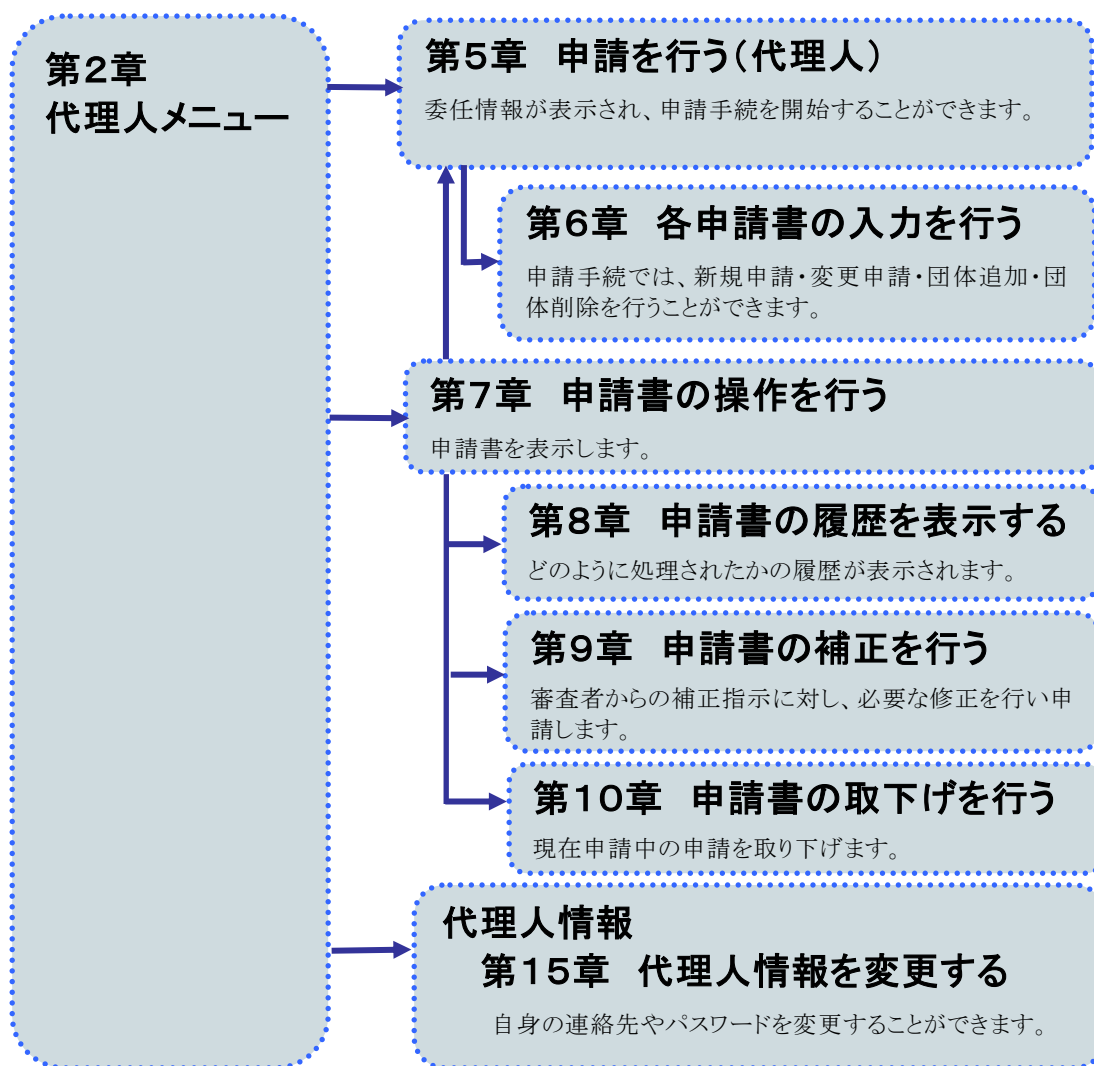 第2章
代理人メニュー
第5章　申請を行う(代理人)
委任情報が表示され、申請手続を開始することができます。
第6章　各申請書の入力を行う
申請手続では、新規申請・変更申請・団体追加・団
体削除を行うことができます。
第7章　申請書の操作を行う
申請書を表示します。
第8章　申請書の履歴を表示する
どのように処理されたかの履歴が表示されます。
第9章　申請書の補正を行う
審査者からの補正指示に対し、必要な修正を行い申
請します。
第10章　申請書の取下げを行う
現在申請中の申請を取り下げます。
代理人情報
第15章　代理人情報を変更する
自身の連絡先やパスワードを変更することができます。